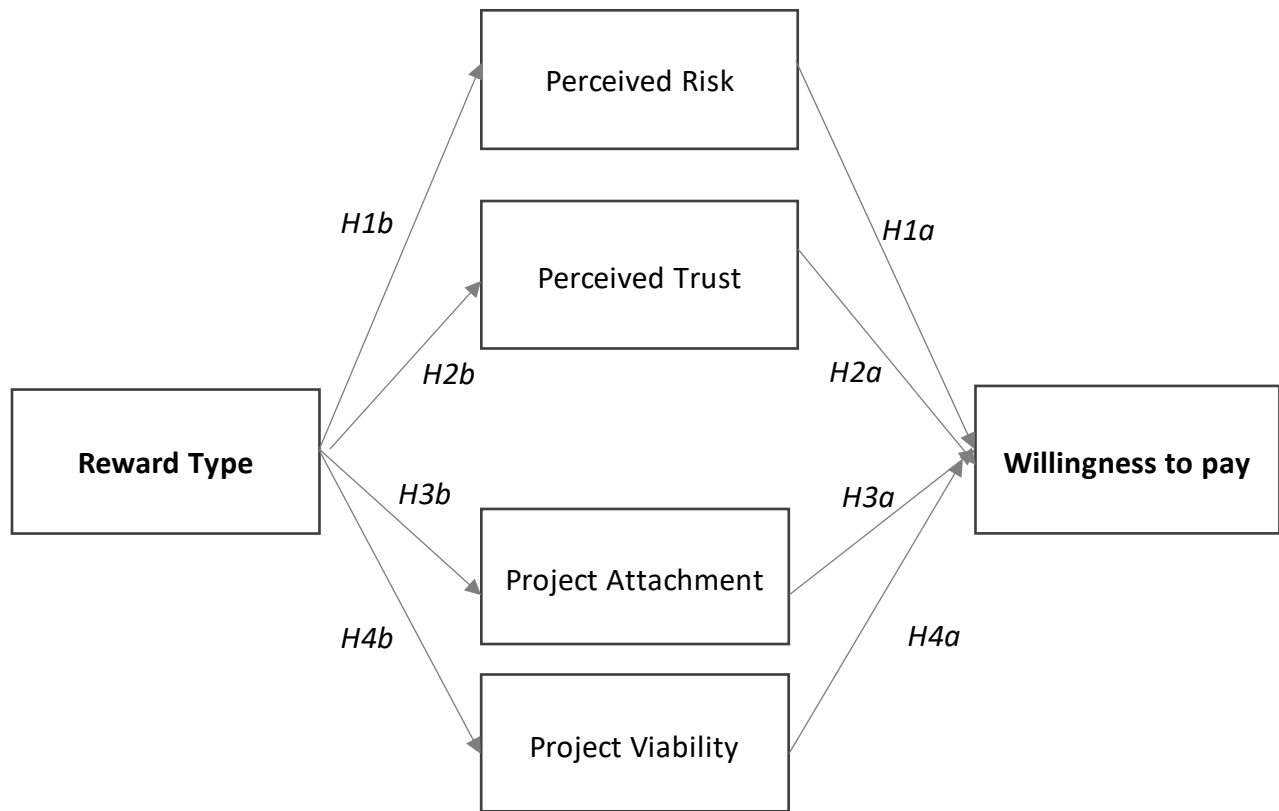 Perceived Risk
H1b
H1a
Perceived Trust
H2b
H2a
Reward Type
Willingness to pay
H3b
H3a
Project Attachment
H4b
H4a
Project Viability